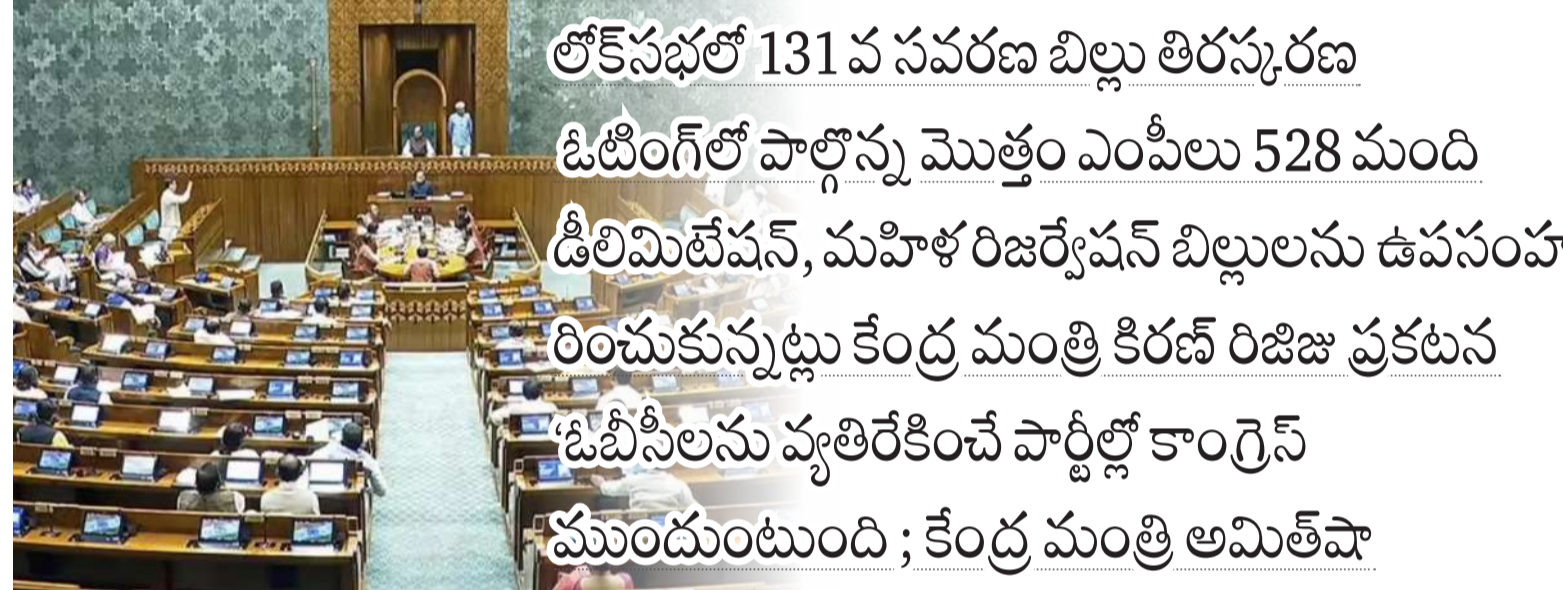 లోక్‌సభలో 131వ సవరణ బిల్లు తిరస్కరణ
ఓటింగ్‌లో పాల్గొన్న మొత్తం ఎంపీలు 528 మంది
డీలిమిటేషన్, మహిళ రిజర్వేషన్ బిల్లులను ఉపసంహ
రించుకున్నట్లు కేంద్ర మంత్రి కిరణ్ రిజిజు ప్రకటన
‘ఓబీసీలను వ్యతిరేకించే పార్టీల్లో కాంగ్రెస్
ముందుంటుంది ; కేంద్ర మంత్రి అమిత్‌షా